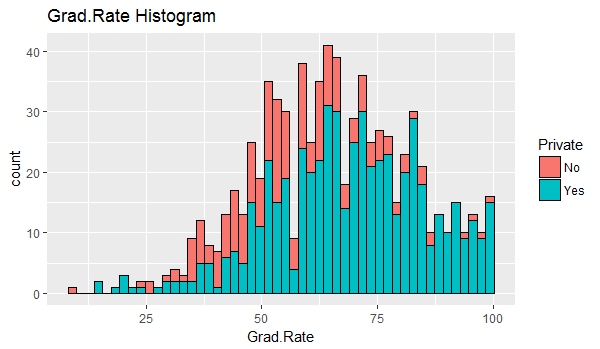 Grad.Rate Histogram
40
30
20
10
0
count
25 50 75 100
Grad.Rate
Private
No
Yes